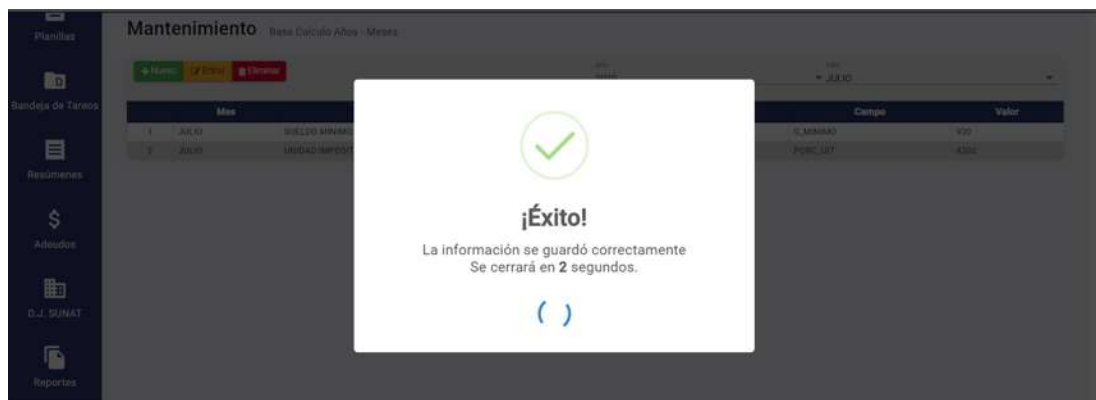 Planillas
Mantenimiento Base Calculo Años - Meses
+ Nuevo Editar Eliminar
JULIO
Bandeja de Tareos
Mes Campo Valor
1 JULIO SUELDO MINIMO S_MINIMO 930
2 JULIO PORC_UIT
Resúmenes
¡Éxito!
Adeudos
La información se guardó correctamente
Se cerrará en 2 segundos.
D.J. SUNAT
Reportes